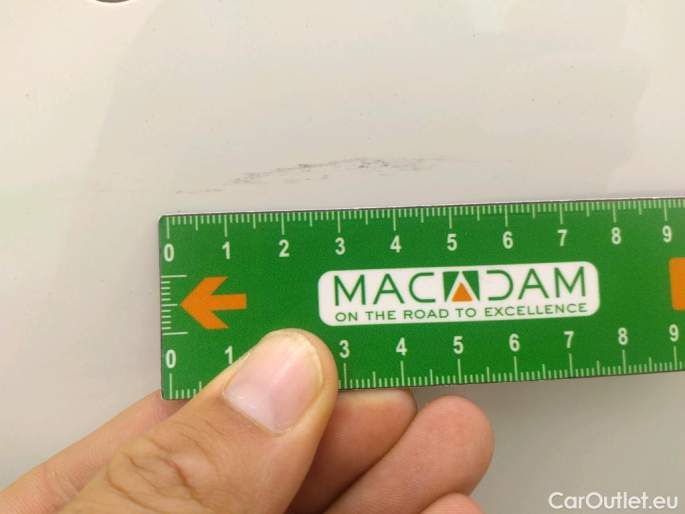 0 1 2 3 4 5 6 7 8 9
MACADAM
ON THE ROAD TO EXCELLENCE
0 1 3 4 5 6 7 8 9
CarOutlet.eu